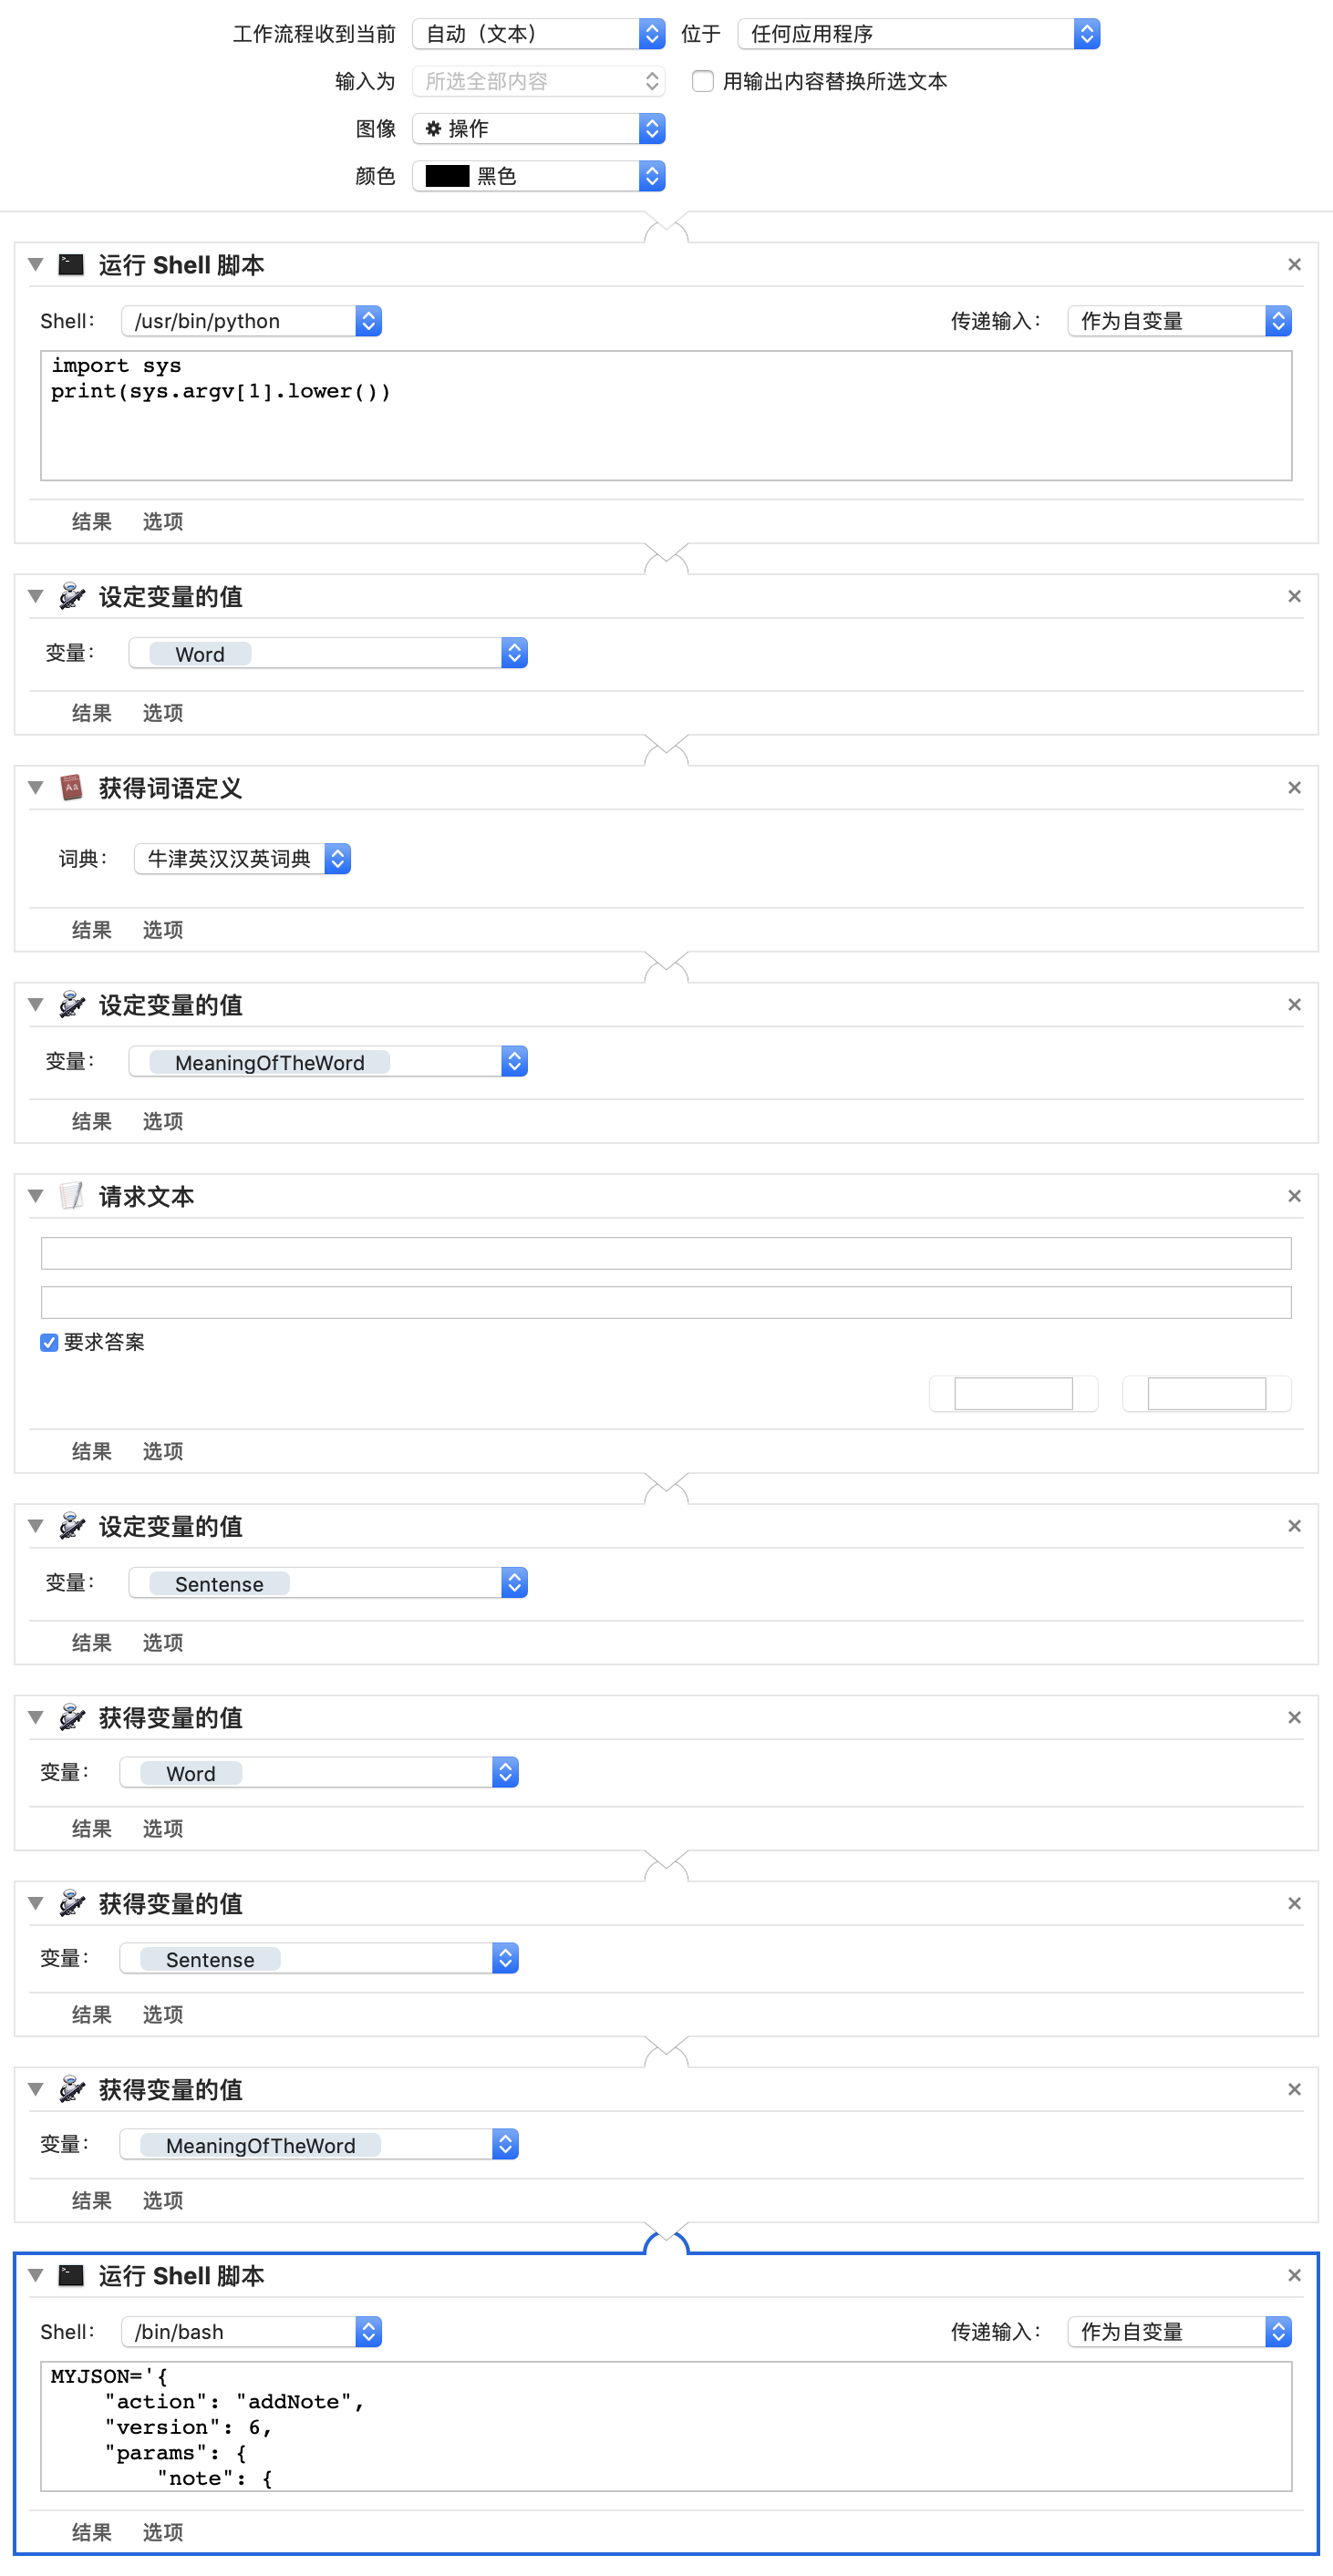 工作流程收到当前 自动（文本） 位于 任何应用程序
输入为 所选全部内容 用输出内容替换所选文本
图像 操作
颜色 黑色
运行 Shell 脚本
Shell： /usr/bin/python 传递输入： 作为自变量
import sys
print(sys.argv[1].lower())
结果 选项
设定变量的值
变量： Word
结果 选项
获得词语定义
词典： 牛津英汉汉英词典
结果 选项
设定变量的值
变量： MeaningOfTheWord
结果 选项
请求文本
要求答案
结果 选项
设定变量的值
变量： Sentense
结果 选项
获得变量的值
变量： Word
结果 选项
获得变量的值
变量： Sentense
结果 选项
获得变量的值
变量： MeaningOfTheWord
结果 选项
运行 Shell 脚本
Shell： /bin/bash 传递输入： 作为自变量
MYJSON='{
"action": "addNote",
"version": 6,
"params": {
"note": {
结果 选项